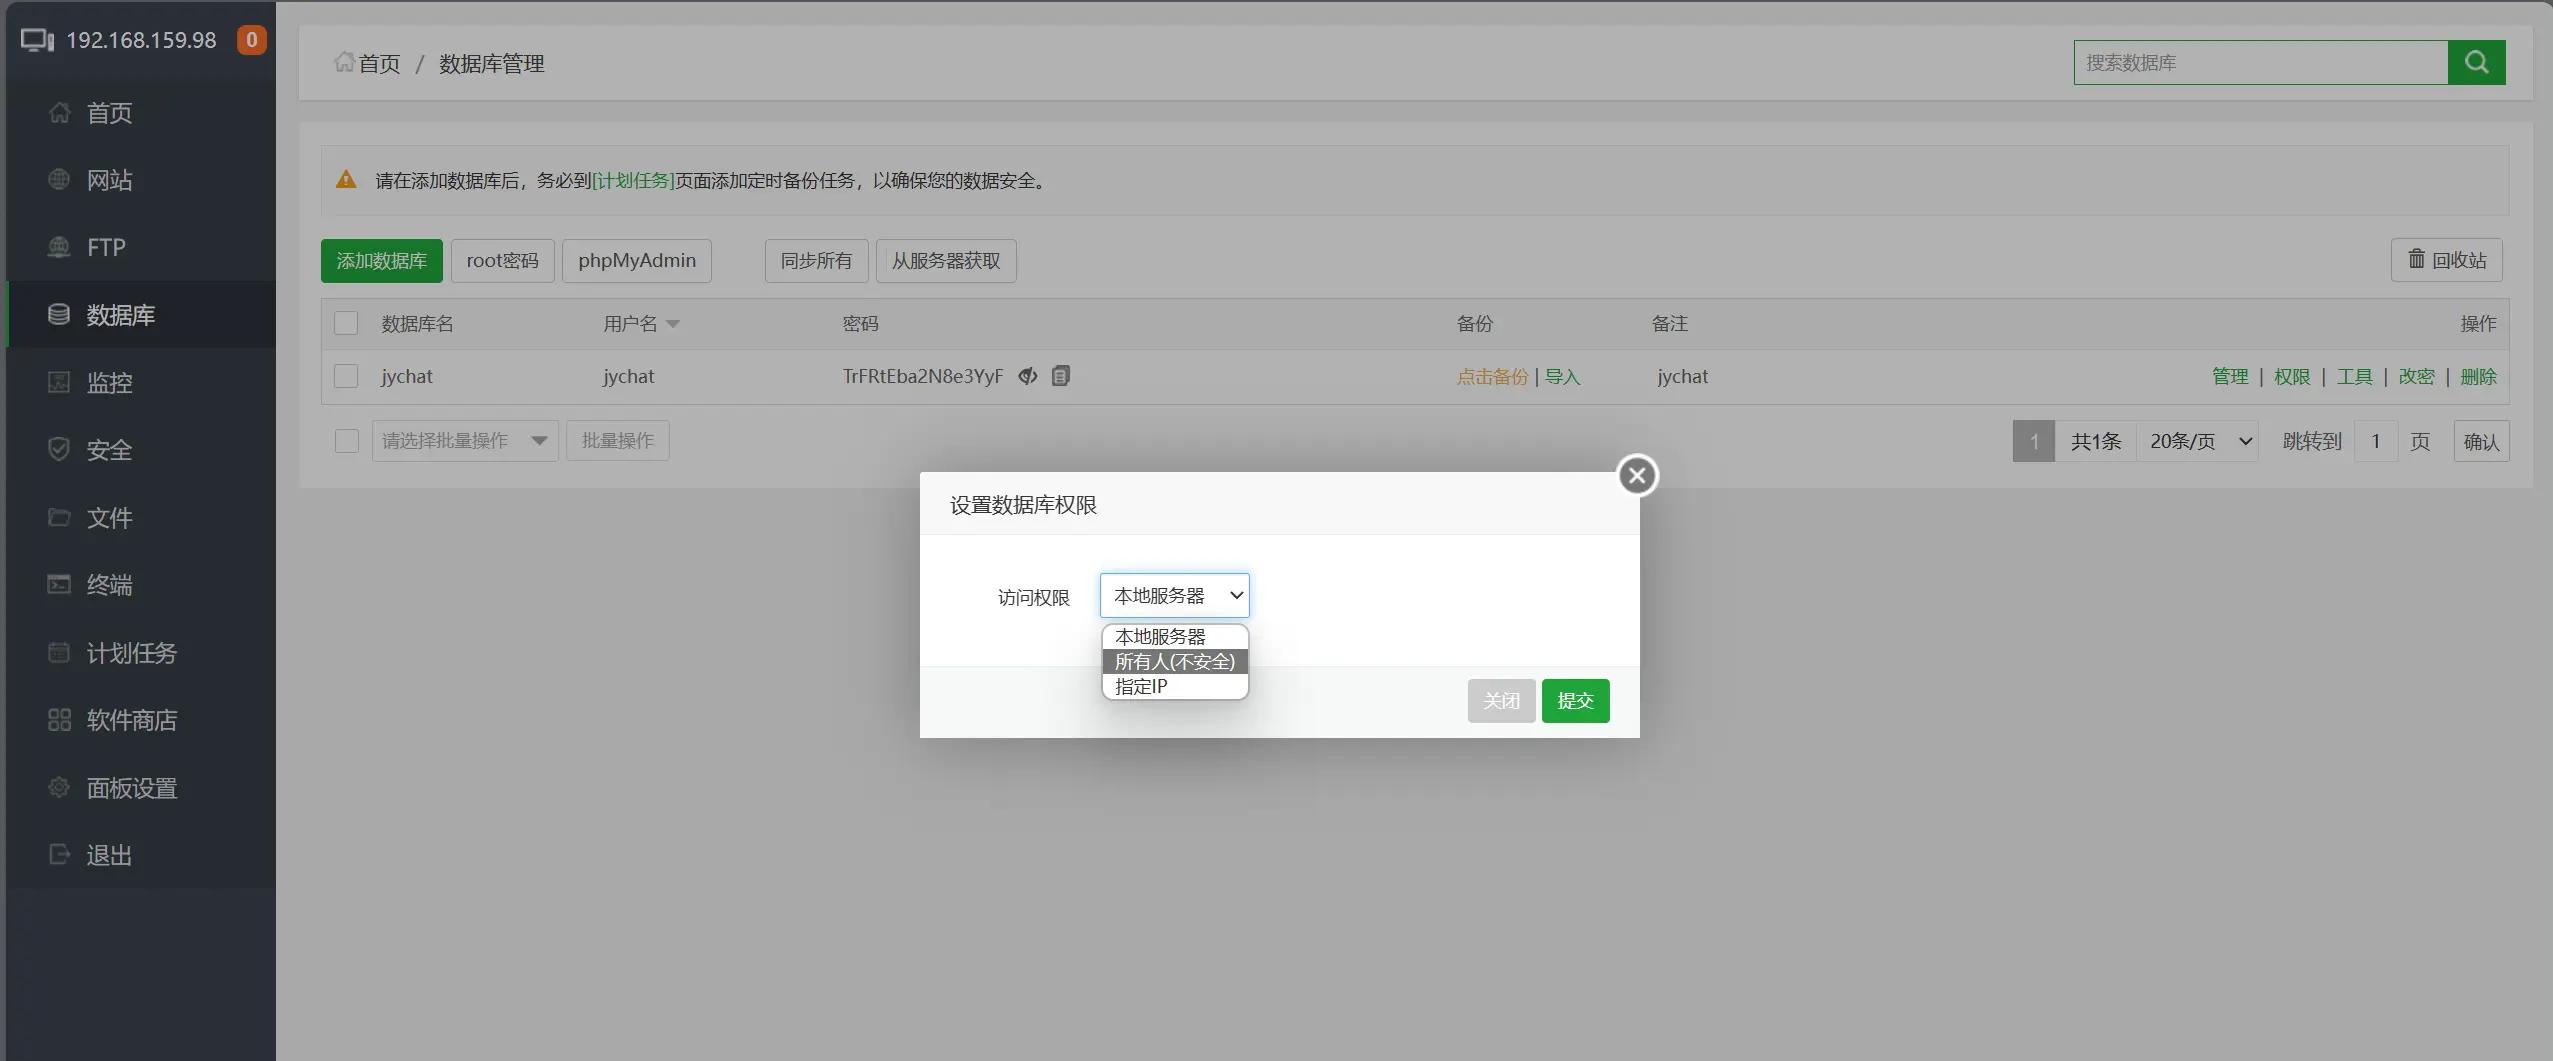 192.168.159.98 0
首页
网站
FTP
数据库
监控
安全
文件
终端
计划任务
软件商店
面板设置
退出
首页 / 数据库管理
搜索数据库
请在添加数据库后，务必到[计划任务]页面添加定时备份任务，以确保您的数据安全。
添加数据库 root密码 phpMyAdmin 同步所有 从服务器获取 回收站
数据库名 用户名 密码 备份 备注 操作
jychat jychat TrFRtEba2N8e3YyF 点击备份 | 导入 jychat 管理 | 权限 | 工具 | 改密 | 删除
请选择批量操作 批量操作 1 共1条 20条/页 跳转到 1 页 确认
设置数据库权限
访问权限 本地服务器
本地服务器
所有人(不安全)
指定IP
关闭 提交